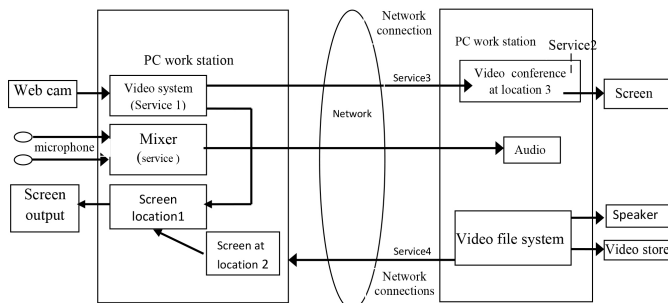 Network
connection
PC work station
PC work station
Service2
Web cam
Video system
(Service 1)
Service3
Video conference
at location 3
Screen
Network
microphone
Mixer
(service )
Audio
Screen
output
Screen
location1
Screen at
location 2
Service4
Network
connections
Video file system
Speaker
Video store